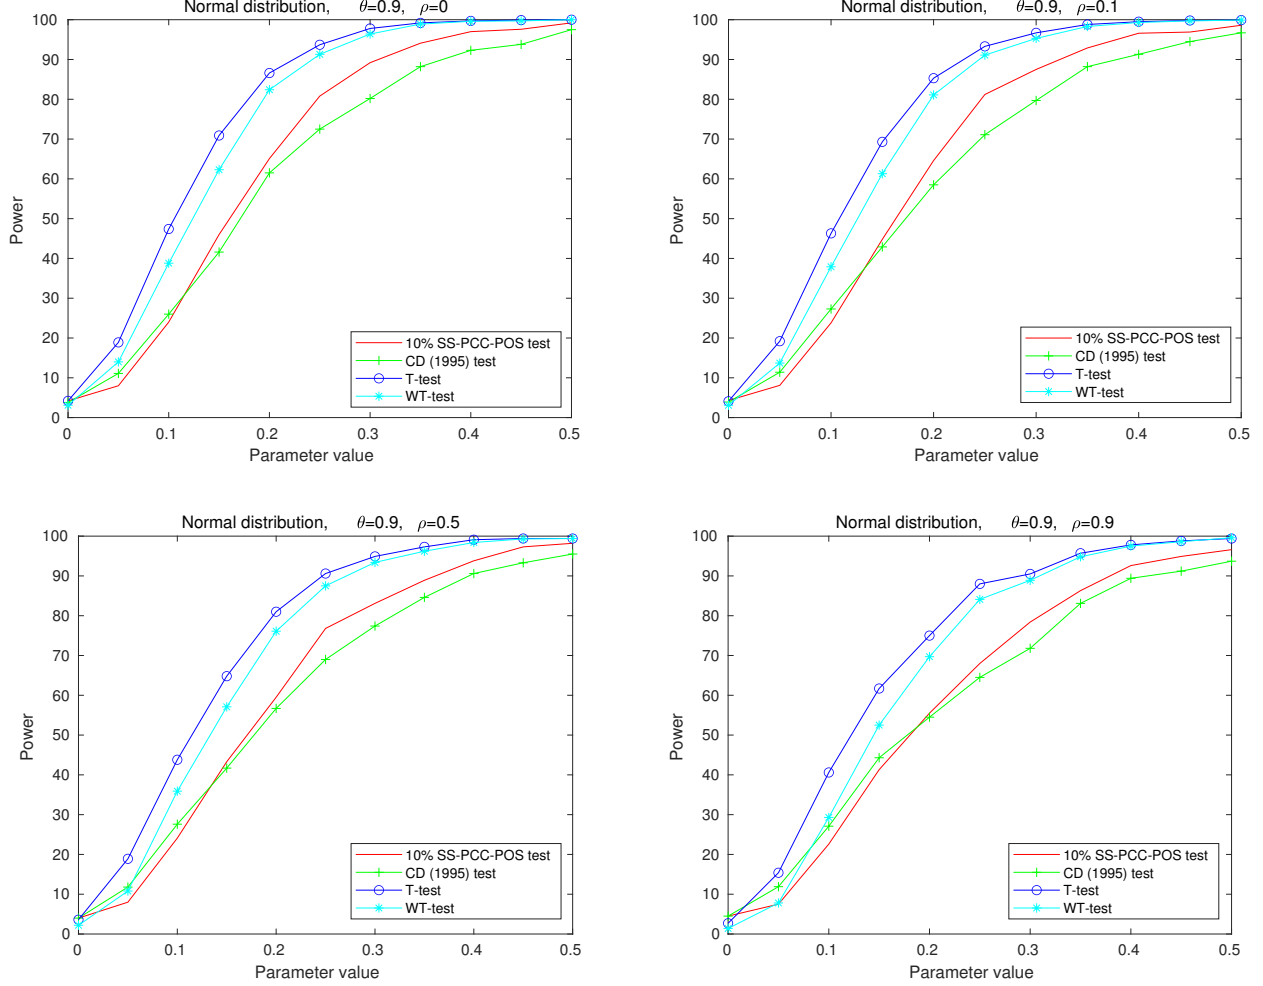 Normal distribution, θ=0.9, ρ=0
100
90
80
70
60
50
40
30
20
10
0
Power
0 0.1 0.2 0.3 0.4 0.5
Parameter value
10% SS-PCC-POS test
CD (1995) test
T-test
WT-test
Normal distribution, θ=0.9, ρ=0.1
100
90
80
70
60
50
40
30
20
10
0
Power
0 0.1 0.2 0.3 0.4 0.5
Parameter value
10% SS-PCC-POS test
CD (1995) test
T-test
WT-test
Normal distribution, θ=0.9, ρ=0.5
100
90
80
70
60
50
40
30
20
10
0
Power
0 0.1 0.2 0.3 0.4 0.5
Parameter value
10% SS-PCC-POS test
CD (1995) test
T-test
WT-test
Normal distribution, θ=0.9, ρ=0.9
100
90
80
70
60
50
40
30
20
10
0
Power
0 0.1 0.2 0.3 0.4 0.5
Parameter value
10% SS-PCC-POS test
CD (1995) test
T-test
WT-test